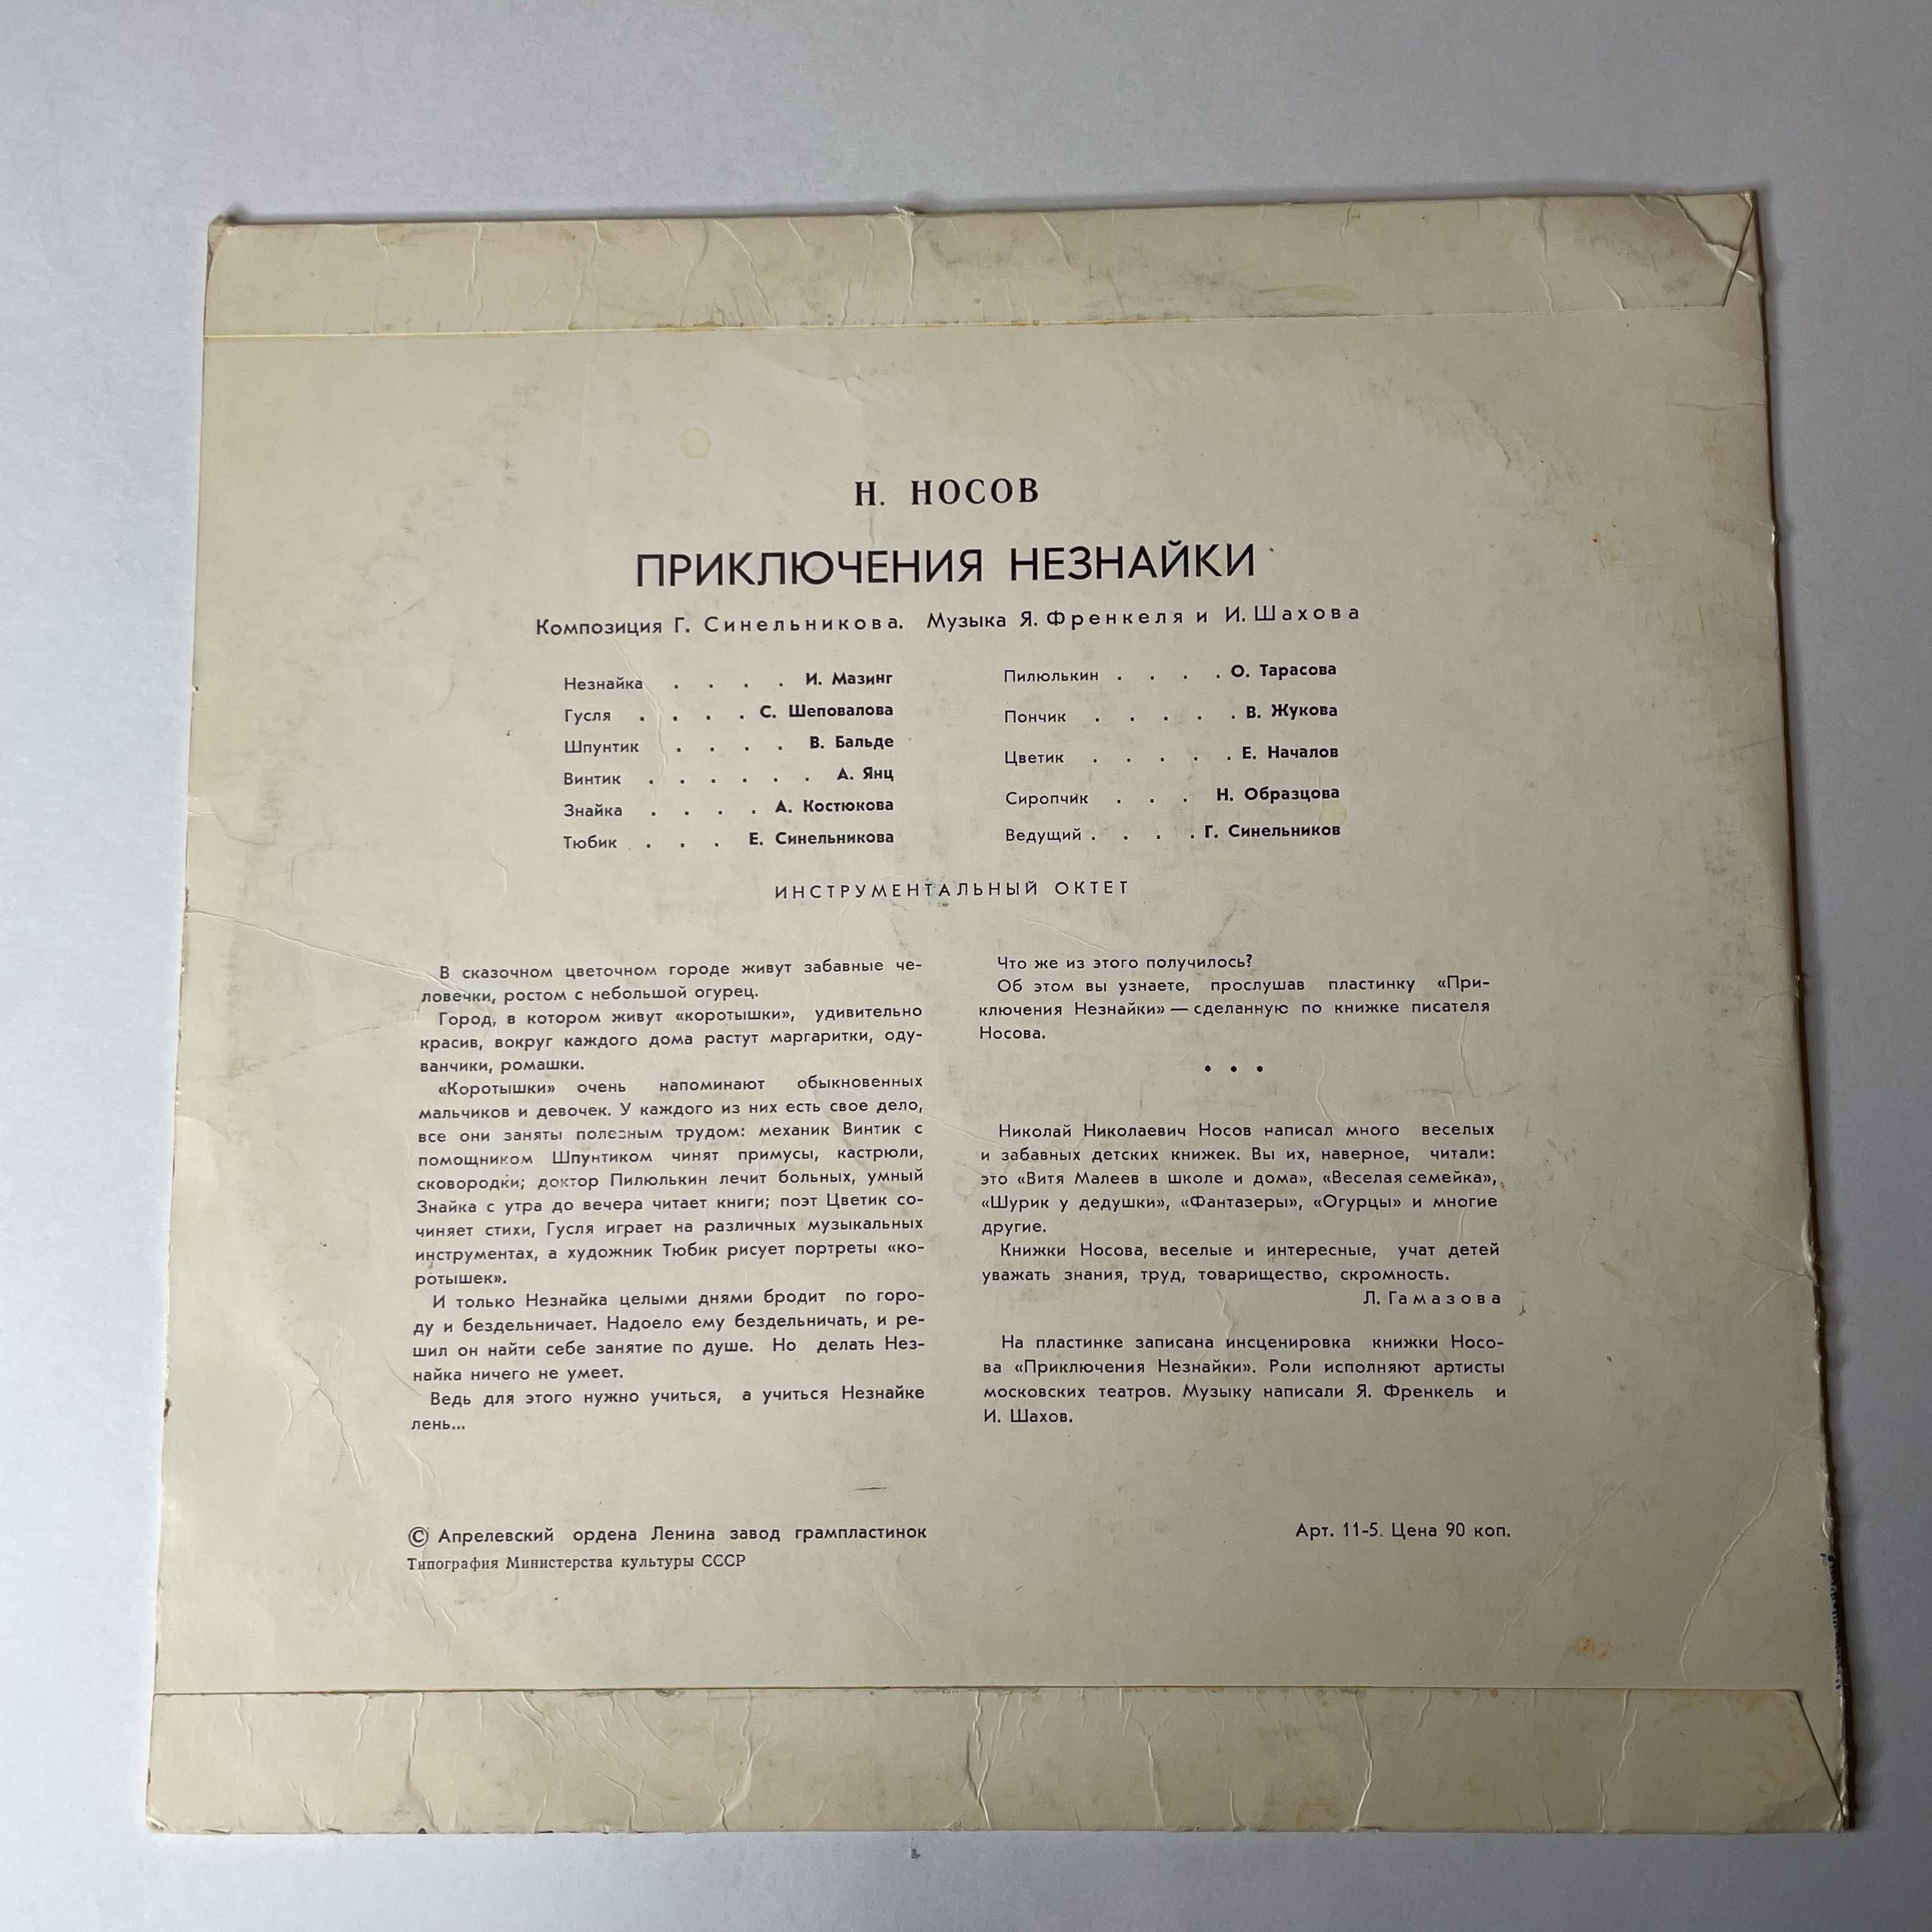 Н. НОСОВ
ПРИКЛЮЧЕНИЯ НЕЗНАЙКИ
Композиция Г. Синельникова. Музыка Я. Френкеля и И. Шахова
Незнайка . . . . И. Мазинг
Гусля . . . . С. Шеповалова
Шпунтик . . . . В. Бальде
Винтик . . . . . . А. Янц
Знайка . . . . А. Костюкова
Тюбик . . . Е. Синельникова
Пилюлькин . . . . О. Тарасова
Пончик . . . . . В. Жукова
Цветик . . . . . Е. Началов
Сиропчик . . . Н. Образцова
Ведущий . . . . Г. Синельников
ИНСТРУМЕНТАЛЬНЫЙ ОКТЕТ
В сказочном цветочном городе живут забавные че-
ловечки, ростом с небольшой огурец.
Город, в котором живут «коротышки», удивительно
красив, вокруг каждого дома растут маргаритки, оду-
ванчики, ромашки.
«Коротышки» очень напоминают обыкновенных
мальчиков и девочек. У каждого из них есть свое дело,
все они заняты полезным трудом: механик Винтик с
помощником Шпунтиком чинят примусы, кастрюли,
сковородки; доктор Пилюлькин лечит больных, умный
Знайка с утра до вечера читает книги; поэт Цветик со-
чиняет стихи, Гусля играет на различных музыкальных
инструментах, а художник Тюбик рисует портреты «ко-
ротышек».
И только Незнайка целыми днями бродит по горо-
ду и бездельничает. Надоело ему бездельничать, и ре-
шил он найти себе занятие по душе. Но делать Нез-
найка ничего не умеет.
Ведь для этого нужно учиться, а учиться Незнайке
лень...
Что же из этого получилось?
Об этом вы узнаете, прослушав пластинку «При-
ключения Незнайки» — сделанную по книжке писателя
Носова.
• • •
Николай Николаевич Носов написал много веселых
и забавных детских книжек. Вы их, наверное, читали:
это «Витя Малеев в школе и дома», «Веселая семейка»,
«Шурик у дедушки», «Фантазеры», «Огурцы» и многие
другие.
Книжки Носова, веселые и интересные, учат детей
уважать знания, труд, товарищество, скромность.
Л. Гамазова
На пластинке записана инсценировка книжки Носо-
ва «Приключения Незнайки». Роли исполняют артисты
московских театров. Музыку написали Я. Френкель и
И. Шахов.
© Апрелевский ордена Ленина завод грампластинок
Типография Министерства культуры СССР
Арт. 11-5. Цена 90 коп.